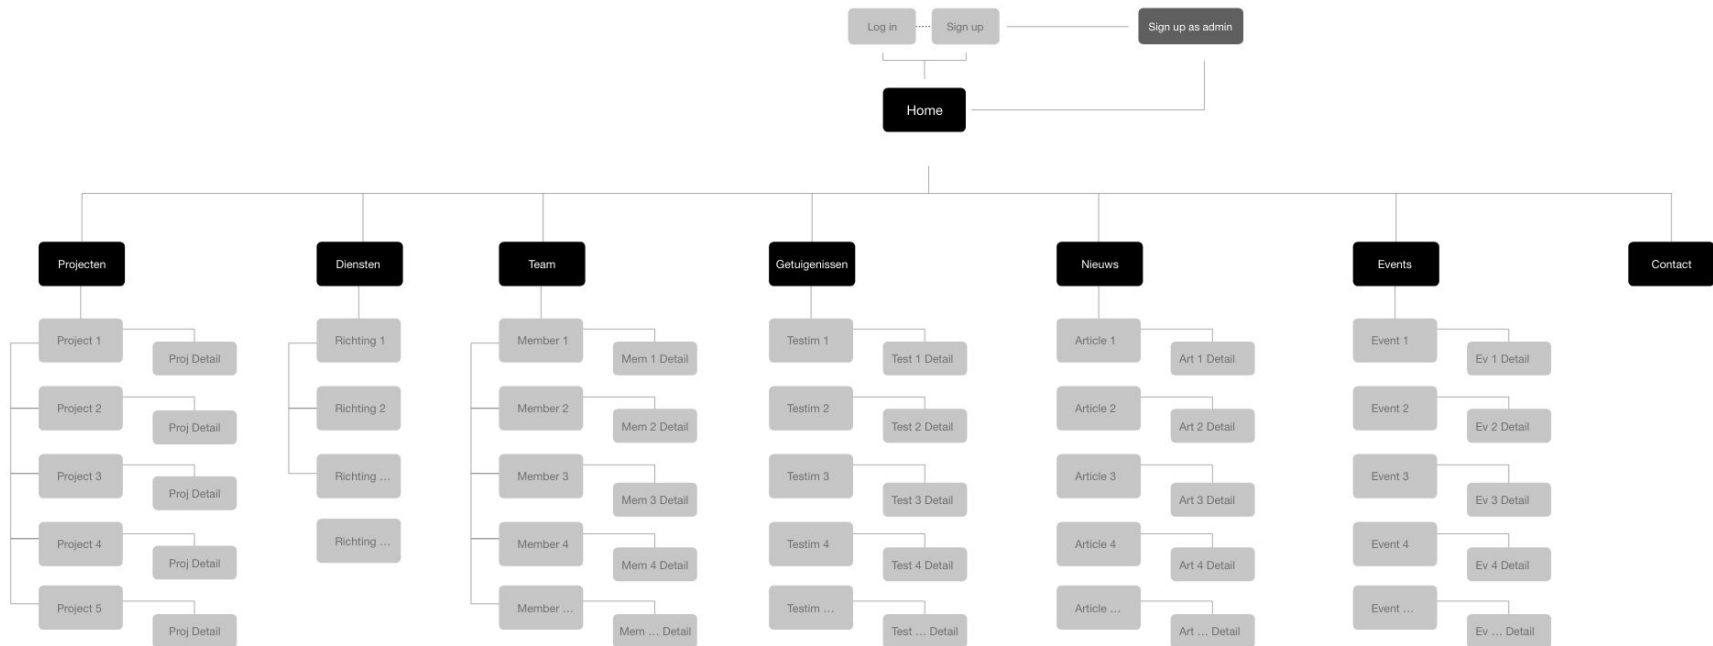 Log in
Sign up
Sign up as admin
Home
Projecten
Diensten
Team
Getuigenissen
Nieuws
Events
Contact
Project 1
Proj Detail
Project 2
Proj Detail
Project 3
Proj Detail
Project 4
Proj Detail
Project 5
Proj Detail
Richting 1
Richting 2
Richting ...
Richting ...
Member 1
Mem 1 Detail
Member 2
Mem 2 Detail
Member 3
Mem 3 Detail
Member 4
Mem 4 Detail
Member ...
Mem ... Detail
Testim 1
Test 1 Detail
Testim 2
Test 2 Detail
Testim 3
Test 3 Detail
Testim 4
Test 4 Detail
Testim ...
Test ... Detail
Article 1
Art 1 Detail
Article 2
Art 2 Detail
Article 3
Art 3 Detail
Article 4
Art 4 Detail
Article ...
Art ... Detail
Event 1
Ev 1 Detail
Event 2
Ev 2 Detail
Event 3
Ev 3 Detail
Event 4
Ev 4 Detail
Event ...
Ev ... Detail